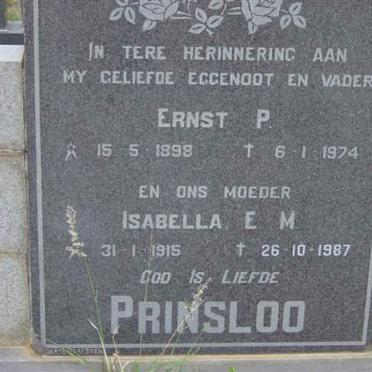 IN TERE HERINNERING AAN
MY GELIEFDE EGGENOOT EN VADER
ERNST P.
15-5-1898 † 6-1-1974
EN ONS MOEDER
ISABELLA E M
31-1-1915 † 26-10-1987
GOD IS LIEFDE
PRINSLOO